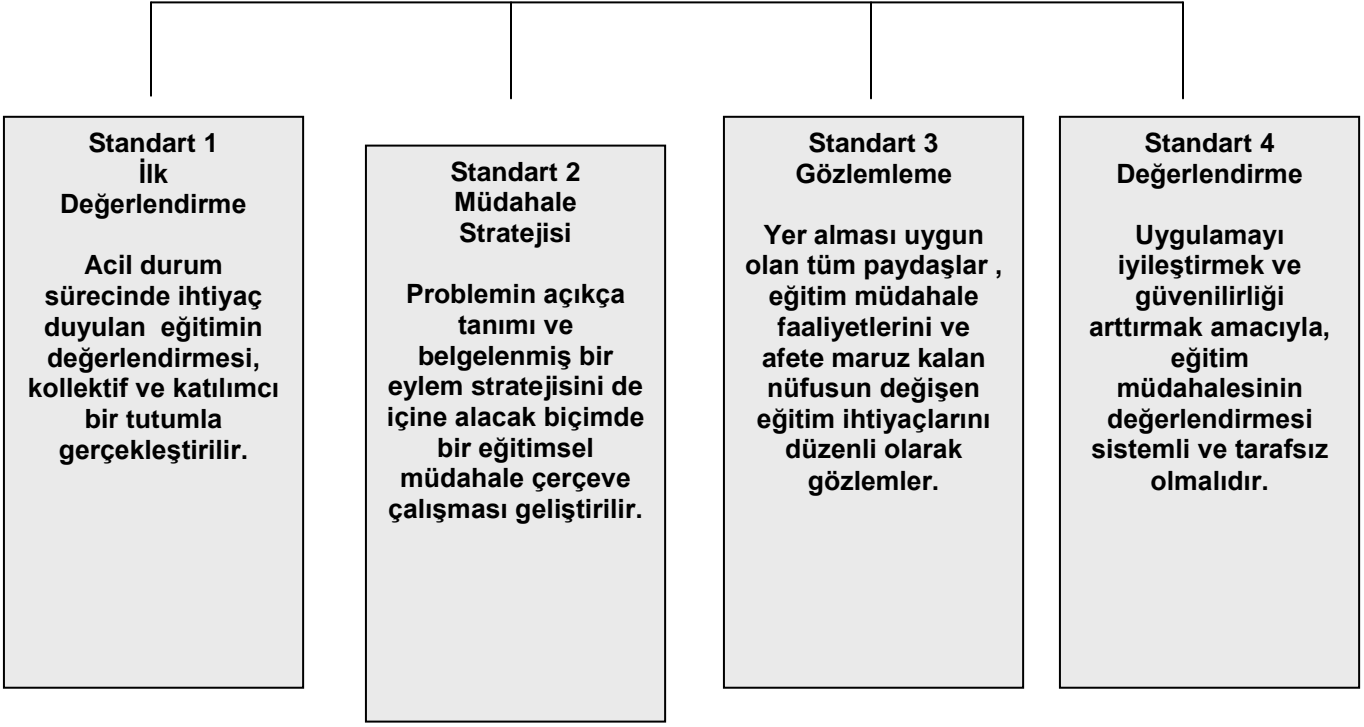 Standart 1
İlk
Değerlendirme
Acil durum
sürecinde ihtiyaç
duyulan eğitimin
değerlendirmesi,
kollektif ve katılımcı
bir tutumla
gerçekleştirilir.
Standart 2
Müdahale
Stratejisi
Problemin açıkça
tanımı ve
belgelenmiş bir
eylem stratejisini de
içine alacak biçimde
bir eğitimsel
müdahale çerçeve
çalışması geliştirilir.
Standart 3
Gözlemleme
Yer alması uygun
olan tüm paydaşlar ,
eğitim müdahale
faaliyetlerini ve
afete maruz kalan
nüfusun değişen
eğitim ihtiyaçlarını
düzenli olarak
gözlemler.
Standart 4
Değerlendirme
Uygulamayı
iyileştirmek ve
güvenilirliği
arttırmak amacıyla,
eğitim
müdahalesinin
değerlendirmesi
sistemli ve tarafsız
olmalıdır.